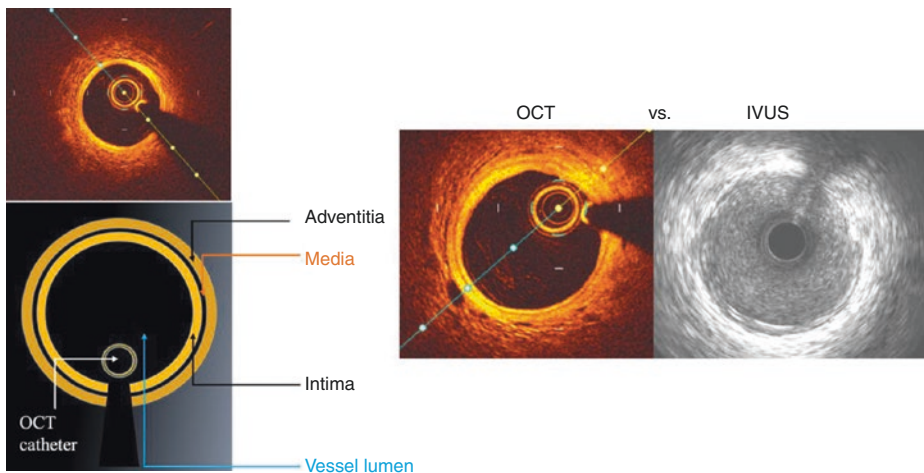 OCT vs. IVUS
Adventitia
Media
Intima
OCT
catheter
Vessel lumen